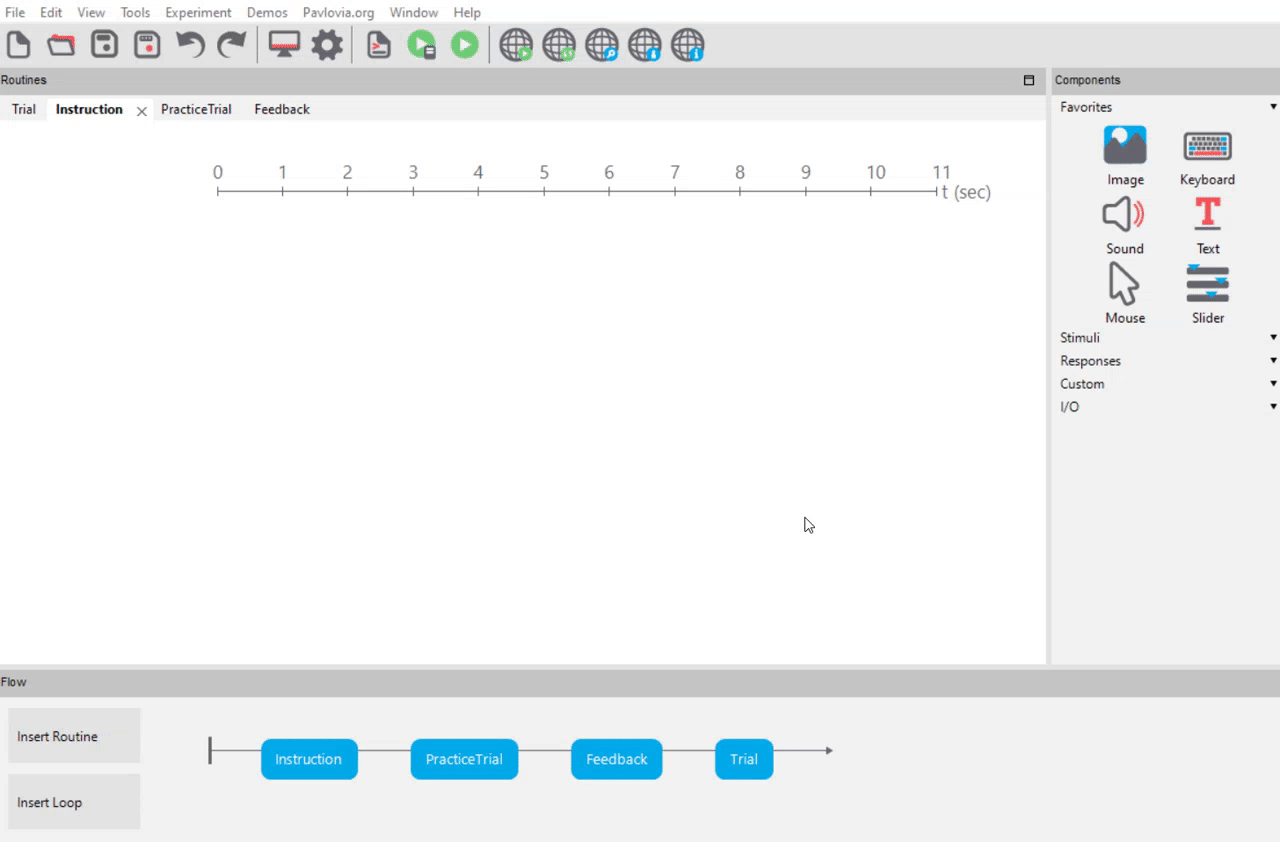 File Edit View Tools Experiment Demos Pavlovia.org Window Help
Routines
Trial Instruction PracticeTrial Feedback
0 1 2 3 4 5 6 7 8 9 10 11
t (sec)
Components
Favorites
Image Keyboard
Sound Text
Mouse Slider
Stimuli
Responses
Custom
I/O
Flow
Insert Routine
Insert Loop
Instruction PracticeTrial Feedback Trial